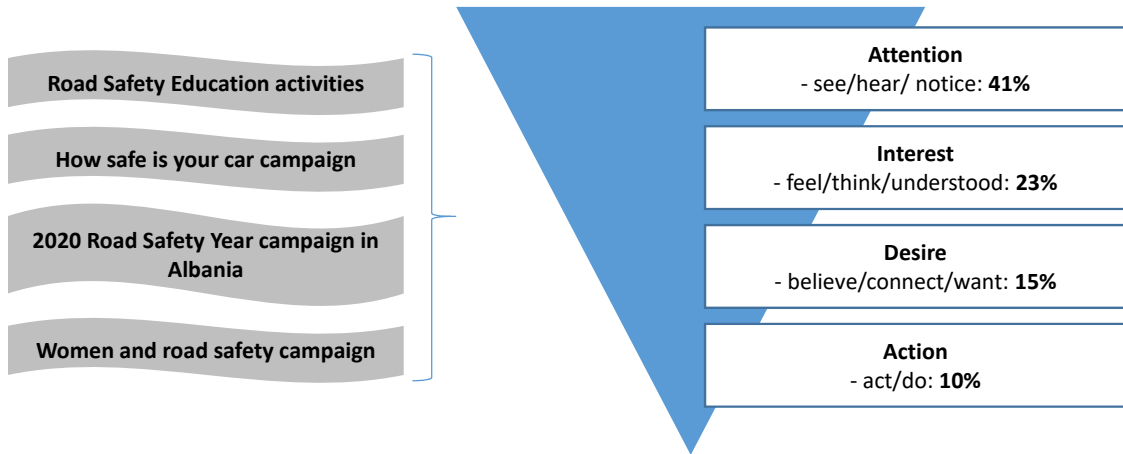 Road Safety Education activities
How safe is your car campaign
2020 Road Safety Year campaign in
Albania
Women and road safety campaign
Attention
- see/hear/ notice: 41%
Interest
- feel/think/understood: 23%
Desire
- believe/connect/want: 15%
Action
- act/do: 10%